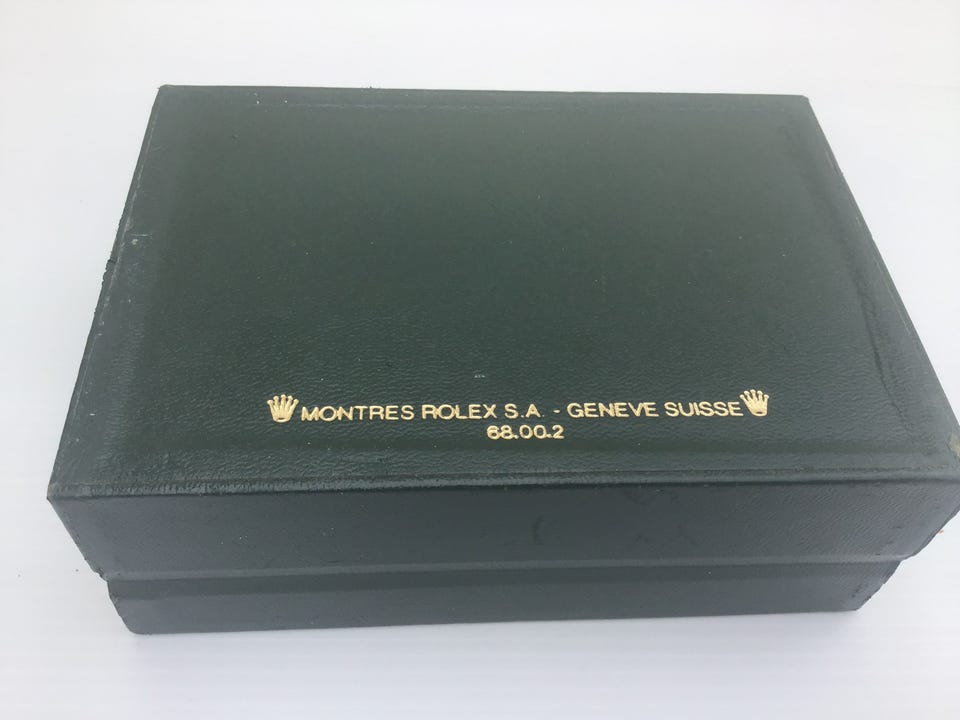 MONTRES ROLEX S.A. - GENEVE SUISSE
68.00.2